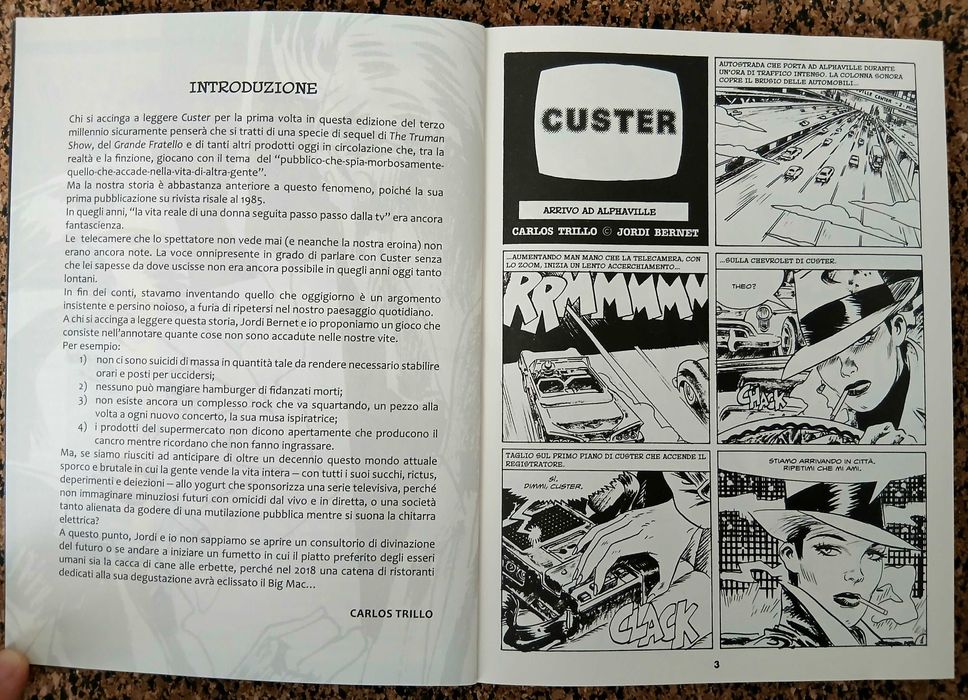 INTRODUZIONE
Chi si accinga a leggere Custer per la prima volta in questa edizione del terzo
millennio sicuramente penserà che si tratti di una specie di sequel di The Truman
Show, del Grande Fratello e di tanti altri prodotti oggi in circolazione che, tra la
realtà e la finzione, giocano con il tema del “pubblico-che-spia-morbosamente-
quello-che-accade-nella-vita-di-altra-gente”.
Ma la nostra storia è abbastanza anteriore a questo fenomeno, poiché la sua
prima pubblicazione su rivista risale al 1985.
In quegli anni, “la vita reale di una donna seguita passo passo dalla tv” era ancora
fantascienza.
Le telecamere che lo spettatore non vede mai (e neanche la nostra eroina) non
erano ancora note. La voce onnipresente in grado di parlare con Custer senza
che lei sapesse da dove uscisse non era ancora possibile in quegli anni oggi tanto
lontani.
In fin dei conti, stavamo inventando quello che oggigiorno è un argomento
insistente e persino noioso, a furia di ripetersi nel nostro paesaggio quotidiano.
A chi si accinga a leggere questa storia, Jordi Bernet e io proponiamo un gioco che
consiste nell’annotare quante cose non sono accadute nelle nostre vite.
Per esempio:
1) non ci sono suicidi di massa in quantità tale da rendere necessario stabilire
orari e posti per uccidersi;
2) nessuno può mangiare hamburger di fidanzati morti;
3) non esiste ancora un complesso rock che va squartando, un pezzo alla
volta a ogni nuovo concerto, la sua musa ispiratrice;
4) i prodotti del supermercato non dicono apertamente che producono il
cancro mentre ricordano che non fanno ingrassare.
Ma, se siamo riusciti ad anticipare di oltre un decennio questo mondo attuale
sporco e brutale in cui la gente vende la vita intera – con tutti i suoi succhi, rictus,
deperimenti e deiezioni – allo yogurt che sponsorizza una serie televisiva, perché
non immaginare minuziosi futuri con omicidi dal vivo e in diretta, o una società
tanto alienata da godere di una mutilazione pubblica mentre si suona la chitarra
elettrica?
A questo punto, Jordi e io non sappiamo se aprire un consultorio di divinazione
del futuro o se andare a iniziare un fumetto in cui il piatto preferito degli esseri
umani sia la cacca di cane alle erbette, perché nel 2018 una catena di ristoranti
dedicati alla sua degustazione avrà eclissato il Big Mac...
CARLOS TRILLO
CUSTER
ARRIVO AD ALPHAVILLE
CARLOS TRILLO © JORDI BERNET
AUTOSTRADA CHE PORTA AD ALPHAVILLE DURANTE
UN'ORA DI TRAFFICO INTENSO. LA COLONNA SONORA
COPRE IL BRUSIO DELLE AUTOMOBILI...
...AUMENTANDO MAN MANO CHE LA TELECAMERA, CON
LO ZOOM, INIZIA UN LENTO ACCERCHIAMENTO...
RRMMMMMM
...SULLA CHEVROLET DI CUSTER.
THEO?
CHACK
TAGLIO SUL PRIMO PIANO DI CUSTER CHE ACCENDE IL
REGISTRATORE.
SI.
DIMMI, CUSTER.
CLACK
STIAMO ARRIVANDO IN CITTÀ.
RIPETIMI CHE MI AMI.
3